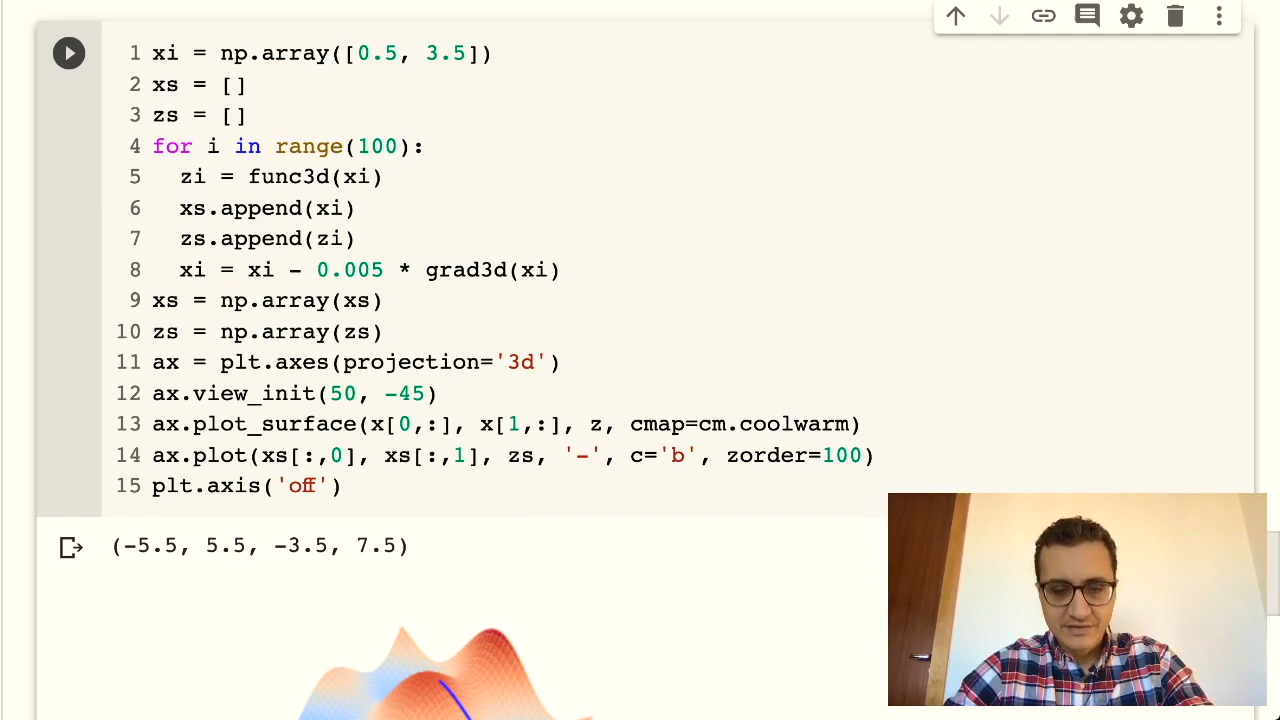 1 xi = np.array([0.5, 3.5])
2 xs = []
3 zs = []
4 for i in range(100):
5   zi = func3d(xi)
6   xs.append(xi)
7   zs.append(zi)
8   xi = xi - 0.005 * grad3d(xi)
9 xs = np.array(xs)
10 zs = np.array(zs)
11 ax = plt.axes(projection='3d')
12 ax.view_init(50, -45)
13 ax.plot_surface(x[0,:], x[1,:], z, cmap=cm.coolwarm)
14 ax.plot(xs[:,0], xs[:,1], zs, '-', c='b', zorder=100)
15 plt.axis('off')
(-5.5, 5.5, -3.5, 7.5)